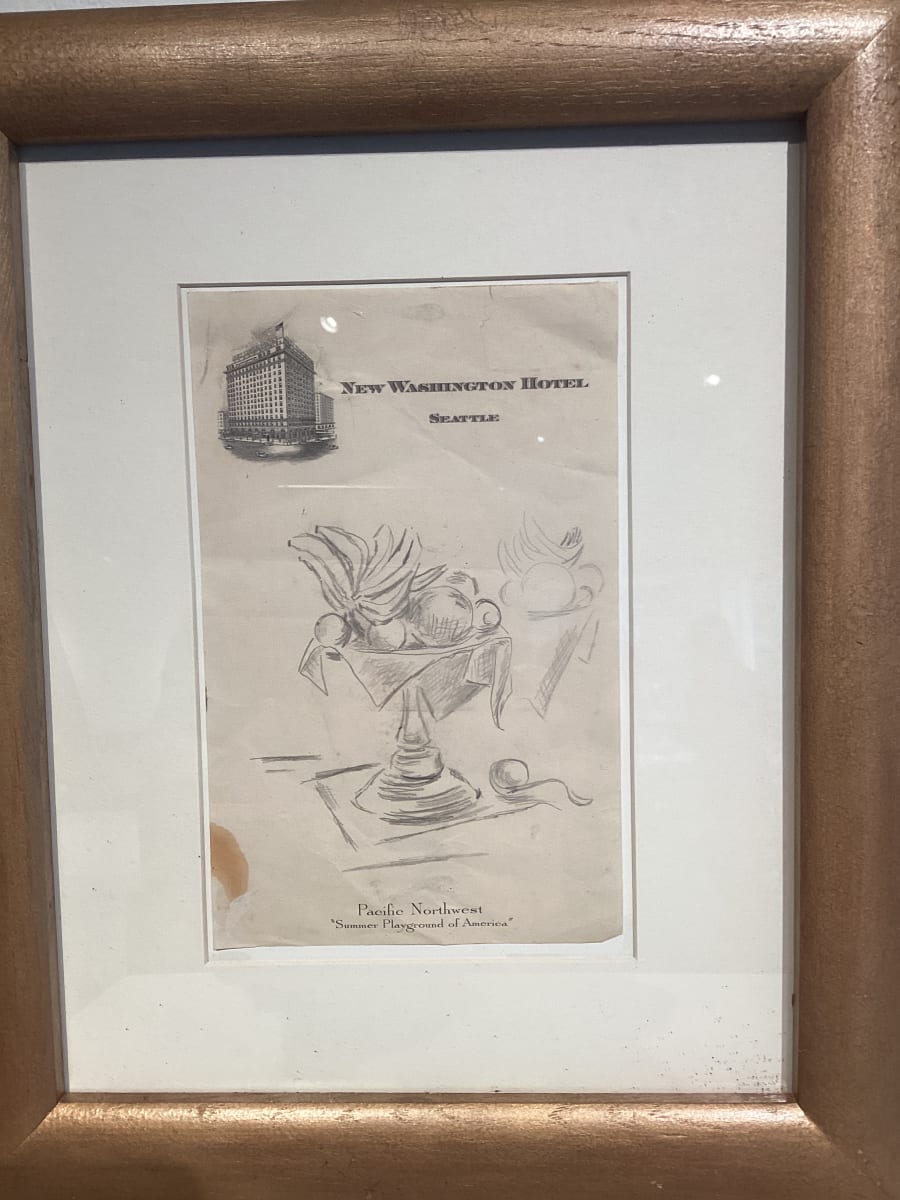 New Washington Hotel
Seattle
Pacific Northwest
"Summer Playground of America"